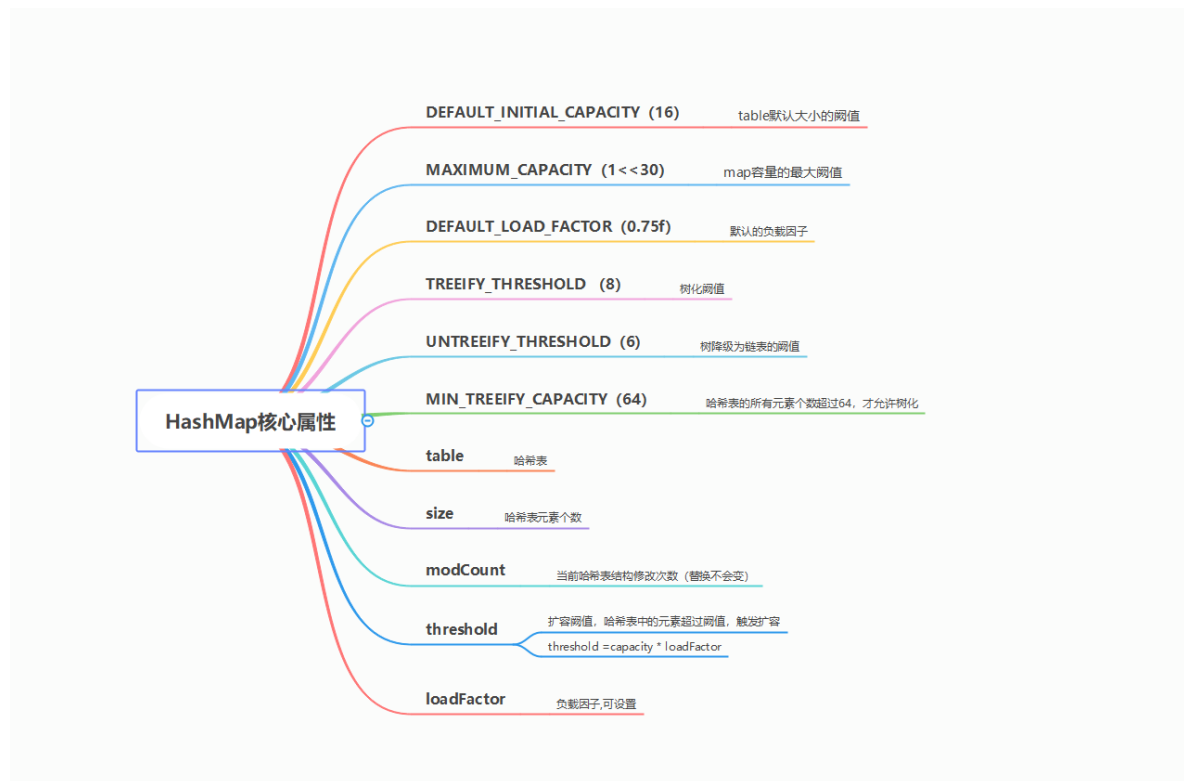 DEFAULT_INITIAL_CAPACITY（16） table默认大小的阙值
MAXIMUM_CAPACITY（1<<30） map容量的最大阙值
DEFAULT_LOAD_FACTOR（0.75f） 默认的负载因子
TREEIFY_THRESHOLD （8） 树化阙值
UNTREEIFY_THRESHOLD（6） 树降级为链表的阙值
MIN_TREEIFY_CAPACITY（64） 哈希表的所有元素个数超过64，才允许树化
HashMap核心属性
table 哈希表
size 哈希表元素个数
modCount 当前哈希表结构修改次数（替换不会变）
threshold 扩容阙值，哈希表中的元素超过阙值，触发扩容
threshold =capacity * loadFactor
loadFactor 负载因子,可设置